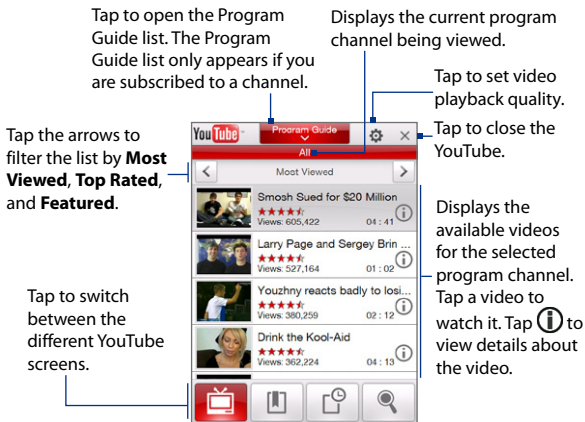 Tap to open the Program
Guide list. The Program
Guide list only appears if you
are subscribed to a channel.
Displays the current program
channel being viewed.
Tap to set video
playback quality.
Tap to close the
YouTube.
Tap the arrows to
filter the list by Most
Viewed, Top Rated,
and Featured.
You Tube
Program Guide
All
Most Viewed
Smosh Sued for $20 Million
Views: 605,422 04 : 41
Larry Page and Sergey Brin ...
Views: 527,164 01 : 02
Youzhny reacts badly to losi...
Views: 380,259 02 : 12
Drink the Kool-Aid
Views: 362,224 04 : 13
Displays the
available videos
for the selected
program channel.
Tap a video to
watch it. Tap i to
view details about
the video.
Tap to switch
between the
different YouTube
screens.